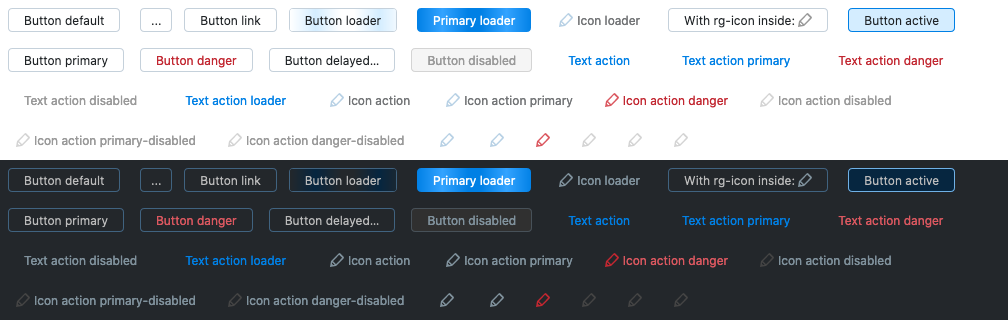 Button default ... Button link Button loader Primary loader Icon loader With rg-icon inside: Button active
Button primary Button danger Button delayed... Button disabled Text action Text action primary Text action danger
Text action disabled Text action loader Icon action Icon action primary Icon action danger Icon action disabled
Icon action primary-disabled Icon action danger-disabled
Button default ... Button link Button loader Primary loader Icon loader With rg-icon inside: Button active
Button primary Button danger Button delayed... Button disabled Text action Text action primary Text action danger
Text action disabled Text action loader Icon action Icon action primary Icon action danger Icon action disabled
Icon action primary-disabled Icon action danger-disabled